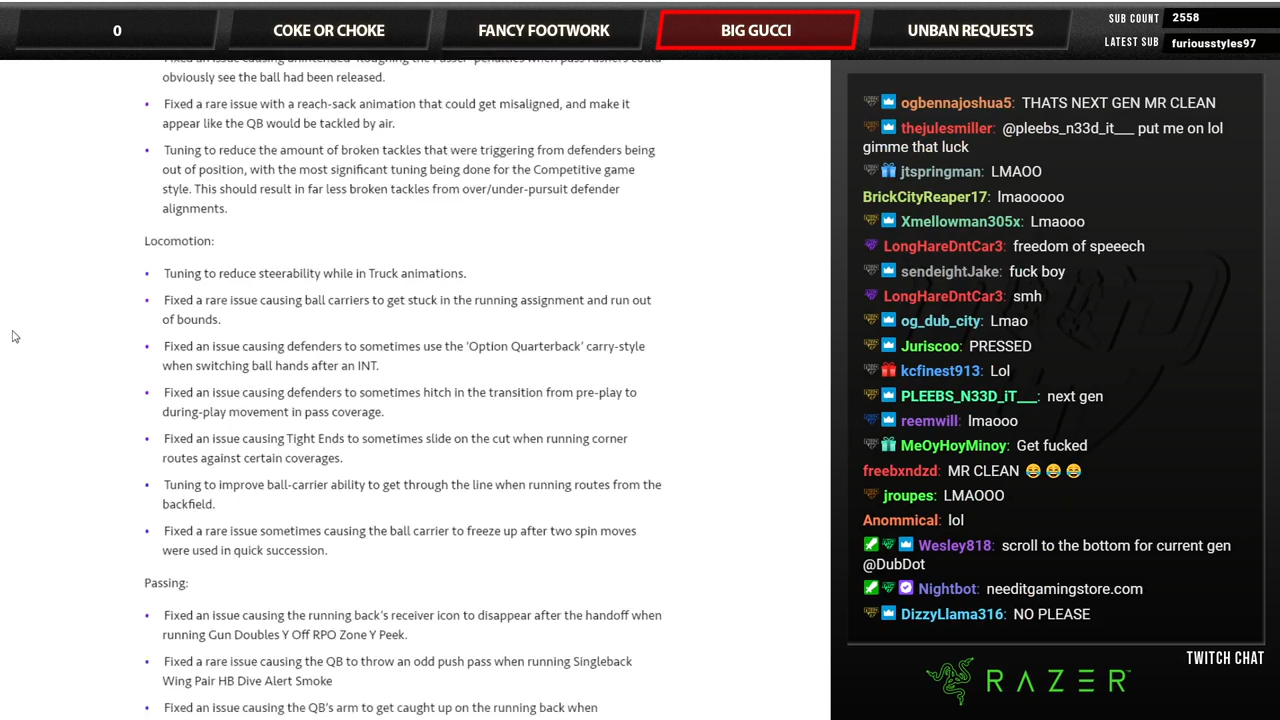 0
COKE OR CHOKE
FANCY FOOTWORK
BIG GUCCI
UNBAN REQUESTS
SUB COUNT 2558
LATEST SUB furiousstyles97
Fixed an issue causing unintended 'Roughing the Passer' penalties when pass rushers could
obviously see the ball had been released.
• Fixed a rare issue with a reach-sack animation that could get misaligned, and make it
appear like the QB would be tackled by air.
• Tuning to reduce the amount of broken tackles that were triggering from defenders being
out of position, with the most significant tuning being done for the Competitive game
style. This should result in far less broken tackles from over/under-pursuit defender
alignments.
Locomotion:
• Tuning to reduce steerability while in Truck animations.
• Fixed a rare issue causing ball carriers to get stuck in the running assignment and run out
of bounds.
• Fixed an issue causing defenders to sometimes use the ‘Option Quarterback’ carry-style
when switching ball hands after an INT.
• Fixed an issue causing defenders to sometimes hitch in the transition from pre-play to
during-play movement in pass coverage.
• Fixed an issue causing Tight Ends to sometimes slide on the cut when running corner
routes against certain coverages.
• Tuning to improve ball-carrier ability to get through the line when running routes from the
backfield.
• Fixed a rare issue sometimes causing the ball carrier to freeze up after two spin moves
were used in quick succession.
Passing:
• Fixed an issue causing the running back’s receiver icon to disappear after the handoff when
running Gun Doubles Y Off RPO Zone Y Peek.
• Fixed a rare issue causing the QB to throw an odd push pass when running Singleback
Wing Pair HB Dive Alert Smoke
• Fixed an issue causing the QB’s arm to get caught up on the running back when
ogbennajoshua5: THATS NEXT GEN MR CLEAN
thejulesmiller: @pleebs_n33d_it___ put me on lol
gimme that luck
jtspringman: LMAOO
BrickCityReaper17: lmaooooo
Xmellowman305x: Lmaooo
LongHareDntCar3: freedom of speeech
sendeightJake: fuck boy
LongHareDntCar3: smh
og_dub_city: Lmao
Juriscoo: PRESSED
kcfinest913: Lol
PLEEBS_N33D_iT___: next gen
reemwill: lmaooo
MeOyHoyMinoy: Get fucked
freebxndzd: MR CLEAN 😂 😂 😂
jroupes: LMAOOO
Anommical: lol
Wesley818: scroll to the bottom for current gen
@DubDot
Nightbot: needitgamingstore.com
DizzyLlama316: NO PLEASE
TWITCH CHAT
RAZER